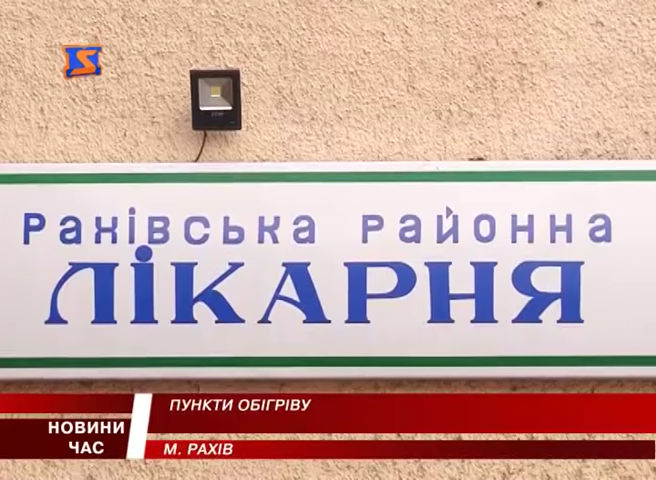 Рахівська районна
ЛІКАРНЯ
ПУНКТИ ОБІГРІВУ
НОВИНИ
ЧАС
М. РАХІВ